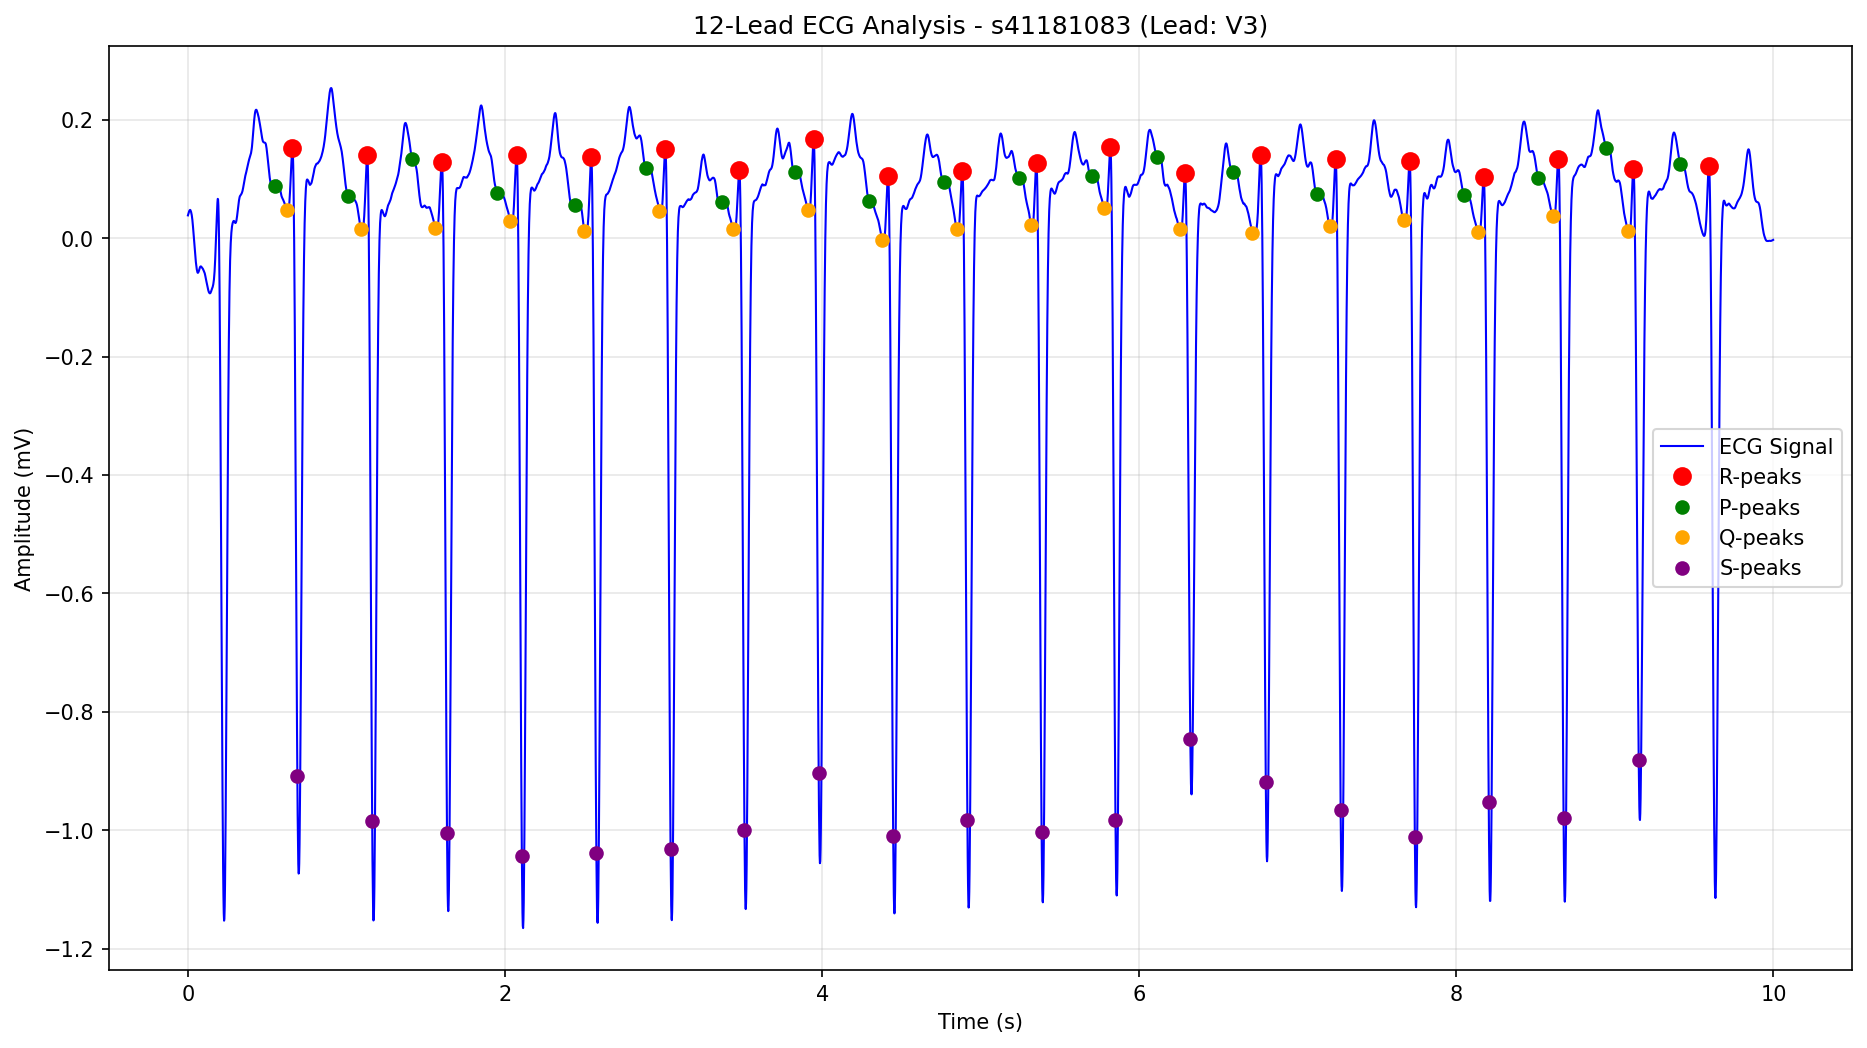 12-Lead ECG Analysis - s41181083 (Lead: V3)
Amplitude (mV)
0.2
0.0
−0.2
−0.4
−0.6
−0.8
−1.0
−1.2
ECG Signal
R-peaks
P-peaks
Q-peaks
S-peaks
0 2 4 6 8 10
Time (s)